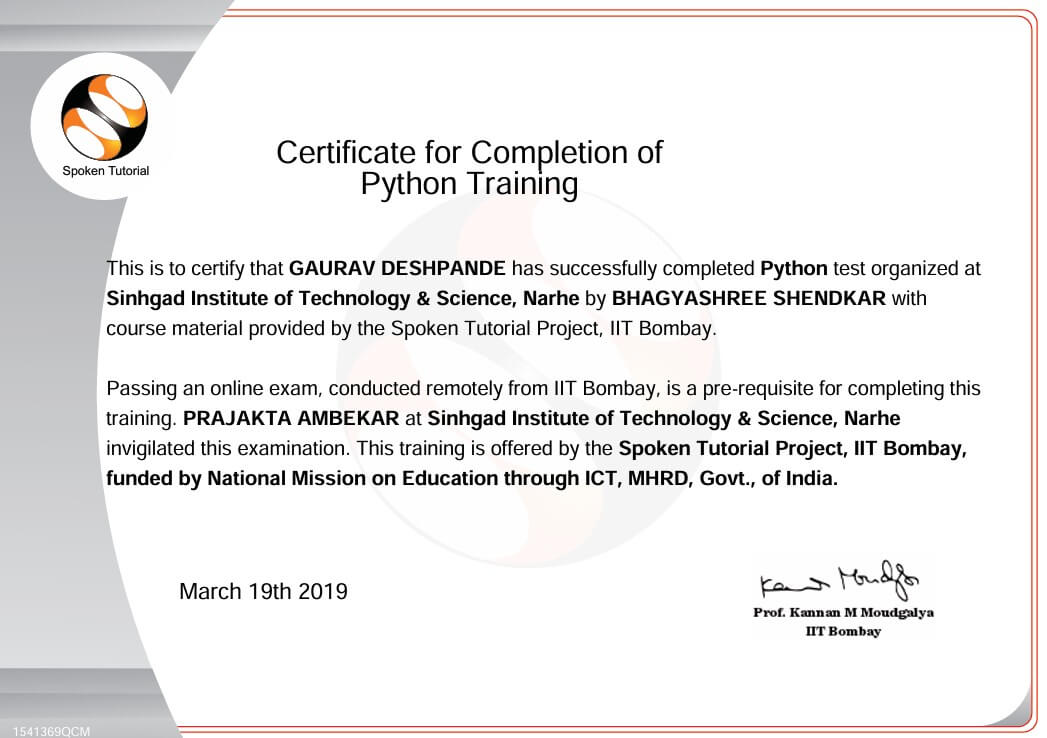 Spoken Tutorial
Certificate for Completion of
Python Training
This is to certify that GAURAV DESHPANDE has successfully completed Python test organized at
Sinhgad Institute of Technology & Science, Narhe by BHAGYASHREE SHENDKAR with
course material provided by the Spoken Tutorial Project, IIT Bombay.
Passing an online exam, conducted remotely from IIT Bombay, is a pre-requisite for completing this
training. PRAJAKTA AMBEKAR at Sinhgad Institute of Technology & Science, Narhe
invigilated this examination. This training is offered by the Spoken Tutorial Project, IIT Bombay,
funded by National Mission on Education through ICT, MHRD, Govt., of India.
March 19th 2019
Prof. Kannan M Moudgalya
IIT Bombay
1541369QCM